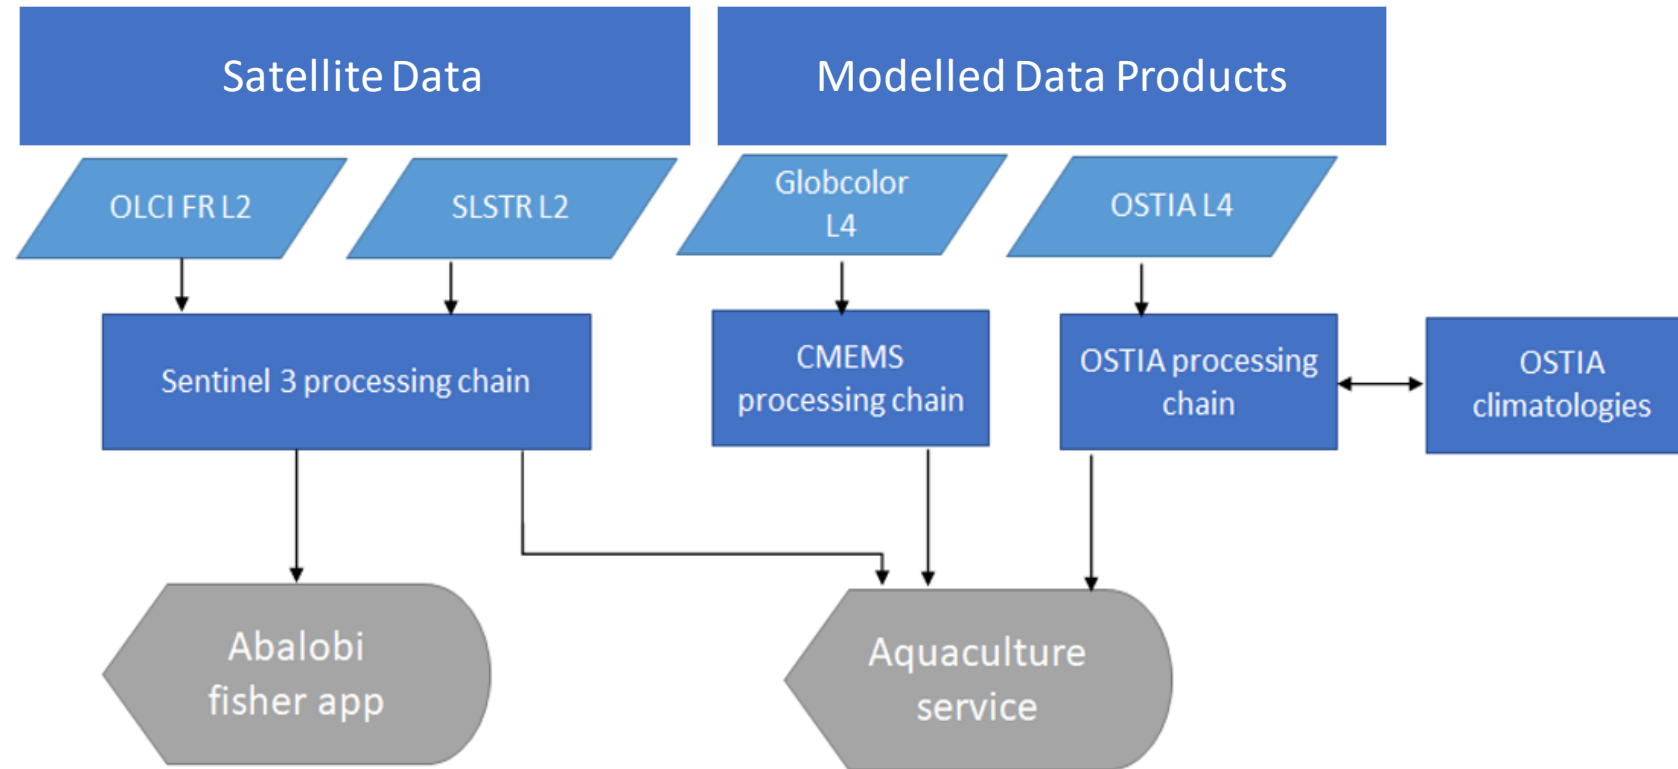 Satellite Data
Modelled Data Products
OLCI FR L2
SLSTR L2
Globcolor
L4
OSTIA L4
Sentinel 3 processing chain
CMEMS
processing chain
OSTIA processing
chain
OSTIA
climatologies
Abalobi
fisher app
Aquaculture
service